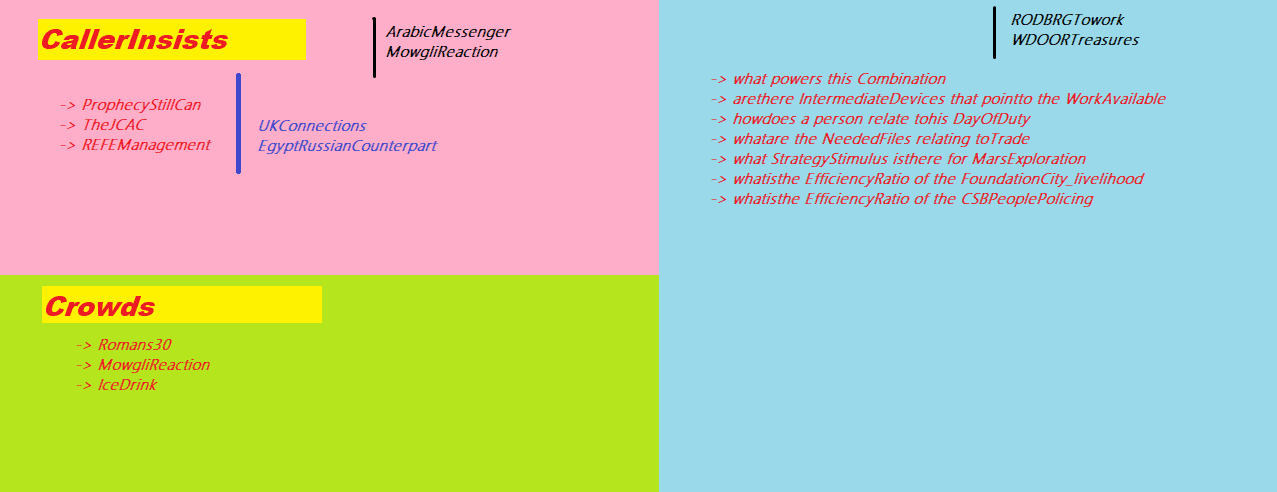 CallerInsists
ArabicMessenger
MowgliReaction
-> ProphecyStillCan
-> TheJCAC
-> REFEManagement
UKConnections
EgyptRussianCounterpart
Crowds
-> Romans30
-> MowgliReaction
-> IceDrink
RODBRGTowork
WDOORTreasures
-> what powers this Combination
-> arethere IntermediateDevices that pointto the WorkAvailable
-> howdoes a person relate tohis DayOfDuty
-> whatare the NeededFiles relating toTrade
-> what StrategyStimulus isthere for MarsExploration
-> whatisthe EfficiencyRatio of the FoundationCity_livelihood
-> whatisthe EfficiencyRatio of the CSBPeoplePolicing